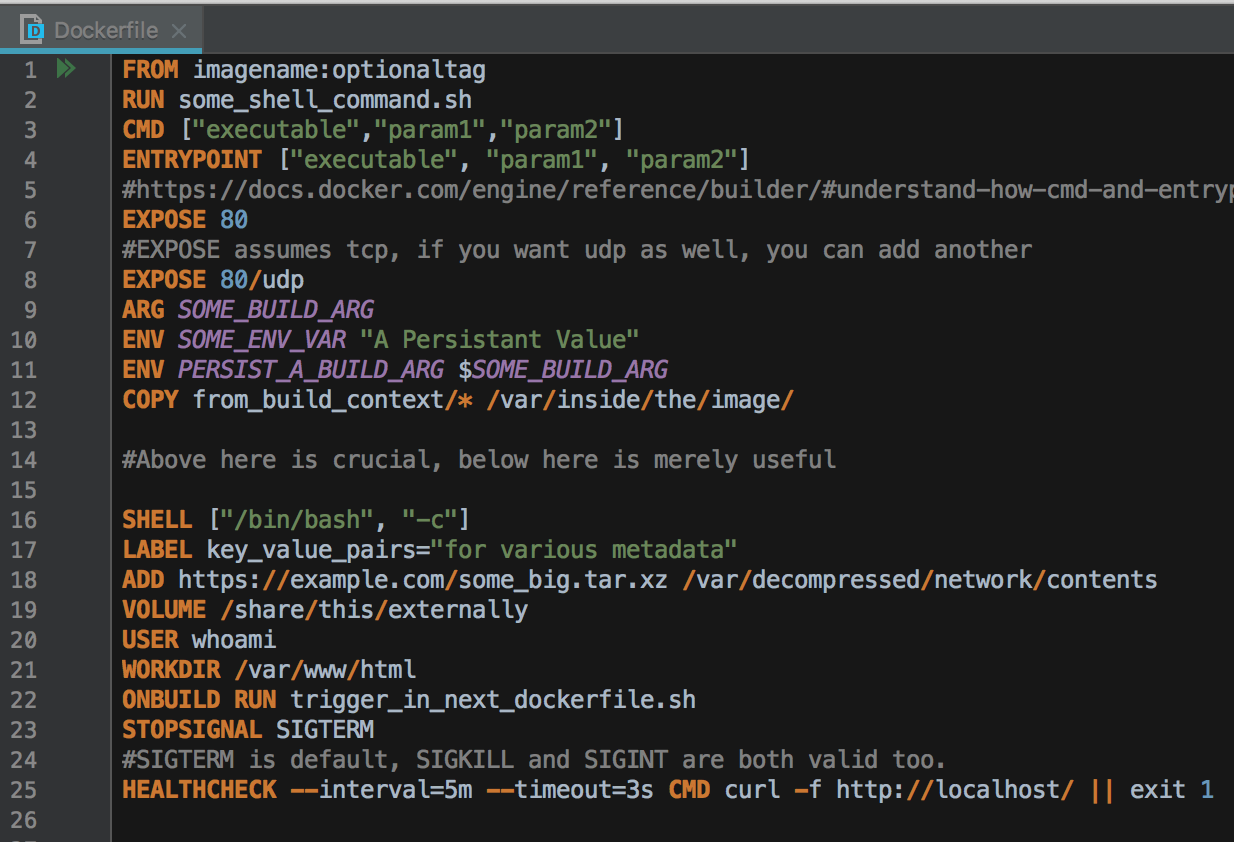 Dockerfile
1 FROM imagename:optionaltag
2 RUN some_shell_command.sh
3 CMD ["executable","param1","param2"]
4 ENTRYPOINT ["executable", "param1", "param2"]
5 #https://docs.docker.com/engine/reference/builder/#understand-how-cmd-and-entryp
6 EXPOSE 80
7 #EXPOSE assumes tcp, if you want udp as well, you can add another
8 EXPOSE 80/udp
9 ARG SOME_BUILD_ARG
10 ENV SOME_ENV_VAR "A Persistant Value"
11 ENV PERSIST_A_BUILD_ARG $SOME_BUILD_ARG
12 COPY from_build_context/* /var/inside/the/image/
13
14 #Above here is crucial, below here is merely useful
15
16 SHELL ["/bin/bash", "-c"]
17 LABEL key_value_pairs="for various metadata"
18 ADD https://example.com/some_big.tar.xz /var/decompressed/network/contents
19 VOLUME /share/this/externally
20 USER whoami
21 WORKDIR /var/www/html
22 ONBUILD RUN trigger_in_next_dockerfile.sh
23 STOPSIGNAL SIGTERM
24 #SIGTERM is default, SIGKILL and SIGINT are both valid too.
25 HEALTHCHECK --interval=5m --timeout=3s CMD curl -f http://localhost/ || exit 1
26